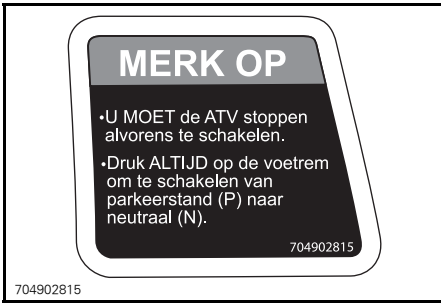 MERK OP
•U MOET de ATV stoppen
alvorens te schakelen.
•Druk ALTIJD op de voetrem
om te schakelen van
parkeerstand (P) naar
neutraal (N).
704902815
704902815